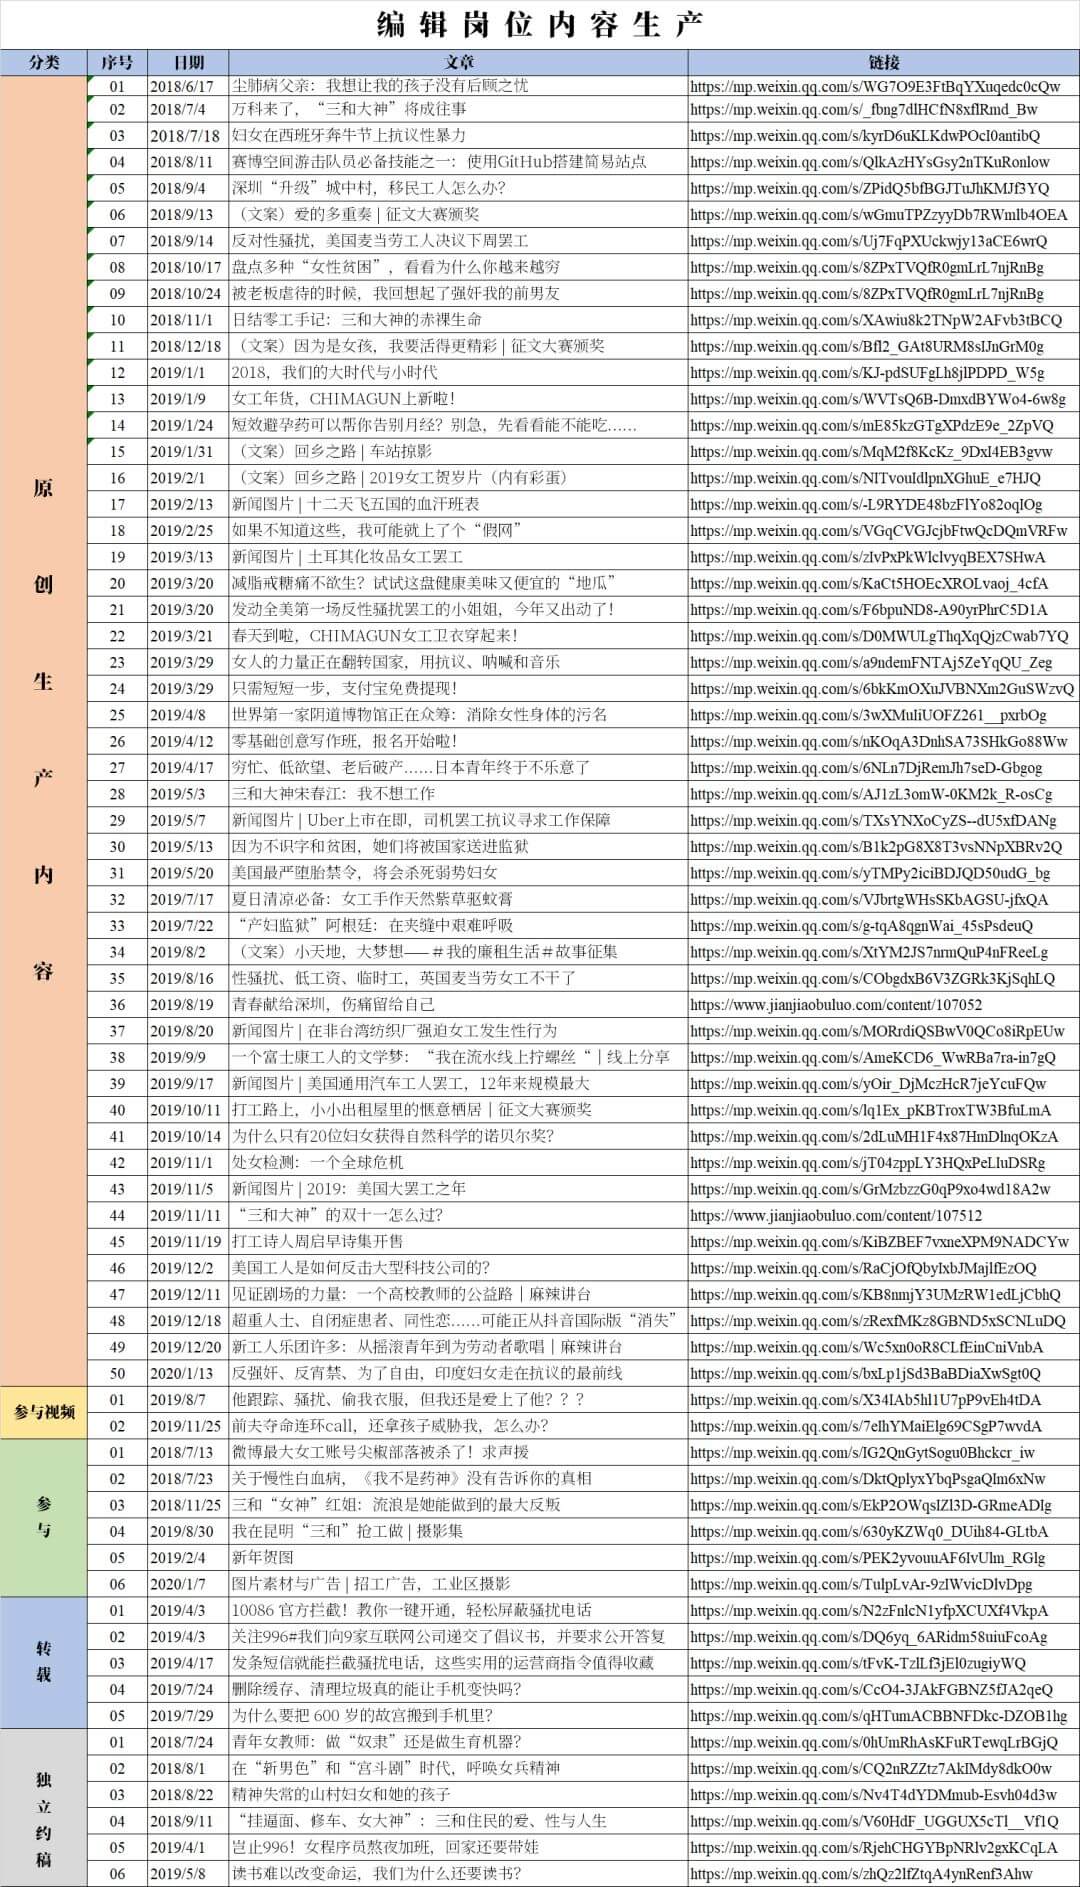 编辑岗位内容生产
分类 序号 日期 文章 链接
原创生产内容
01 2018/6/17 尘肺病父亲：我想让我的孩子没有后顾之忧 https://mp.weixin.qq.com/s/WG7O9E3FtBqYXuqedc0cQw
02 2018/7/4 万科来了，“三和大神”将成往事 https://mp.weixin.qq.com/s/_fbng7dIHCfN8xflRmd_Bw
03 2018/7/18 妇女在西班牙奔牛节上抗议性暴力 https://mp.weixin.qq.com/s/kyrD6uKLKdwPOcI0antibQ
04 2018/8/11 赛博空间游击队员必备技能之一：使用GitHub搭建简易站点 https://mp.weixin.qq.com/s/QlkAzHYsGsy2nTKuRonlow
05 2018/9/4 深圳“升级”城中村，移民工人怎么办？ https://mp.weixin.qq.com/s/ZPidQ5bfBGJTuJhKMJf3YQ
06 2018/9/13 （文案）爱的多重奏 | 征文大赛颁奖 https://mp.weixin.qq.com/s/wGmuTPZzyyDb7RWmlb4OEA
07 2018/9/14 反对性骚扰，美国麦当劳工人决议下周罢工 https://mp.weixin.qq.com/s/Uj7FqPXUckwjy13aCE6wrQ
08 2018/10/17 盘点多种“女性贫困”，看看为什么你越来越穷 https://mp.weixin.qq.com/s/8ZPxTVQfR0gmLrL7njRnBg
09 2018/10/24 被老板虐待的时候，我回想起了强奸我的前男友 https://mp.weixin.qq.com/s/8ZPxTVQfR0gmLrL7njRnBg
10 2018/11/1 日结零工手记：三和大神的赤裸生命 https://mp.weixin.qq.com/s/XAwiu8k2TNpW2AFvb3tBCQ
11 2018/12/18 （文案）因为是女孩，我要活得更精彩 | 征文大赛颁奖 https://mp.weixin.qq.com/s/Bfl2_GAt8URM8sIJnGrM0g
12 2019/1/1 2018，我们的大时代与小时代 https://mp.weixin.qq.com/s/KJ-pdSUFgLh8jlPDPD_W5g
13 2019/1/9 女工年货，CHIMAGUN上新啦！ https://mp.weixin.qq.com/s/WVTsQ6B-DmxdBYWo4-6w8g
14 2019/1/24 短效避孕药可以帮你告别月经？别急，先看看能不能吃…… https://mp.weixin.qq.com/s/mE85kzGTgXPdzE9e_2ZpVQ
15 2019/1/31 （文案）回乡之路 | 车站掠影 https://mp.weixin.qq.com/s/MqM2f8KcKz_9DxI4EB3gvw
16 2019/2/1 （文案）回乡之路 | 2019女工贺岁片（内有彩蛋） https://mp.weixin.qq.com/s/NITvouIdlpnXGhuE_e7HJQ
17 2019/2/13 新闻图片 | 十二天飞五国的血汗班表 https://mp.weixin.qq.com/s/-L9RYDE48bzFlYo82oqIOg
18 2019/2/25 如果不知道这些，我可能就上了个“假网” https://mp.weixin.qq.com/s/VGqCVGJcjbFtwQcDQmVRFw
19 2019/3/13 新闻图片 | 土耳其化妆品女工罢工 https://mp.weixin.qq.com/s/zIvPxPkWlcIvyqBEX7SHwA
20 2019/3/20 减脂戒糖痛不欲生？试试这盘健康美味又便宜的“地瓜” https://mp.weixin.qq.com/s/KaCt5HOEcXROLvaoj_4cfA
21 2019/3/20 发动全美第一场反性骚扰罢工的小姐姐，今年又出动了！ https://mp.weixin.qq.com/s/F6bpuND8-A90yrPhrC5D1A
22 2019/3/21 春天到啦，CHIMAGUN女工卫衣穿起来！ https://mp.weixin.qq.com/s/D0MWULgThqXqQjzCwab7YQ
23 2019/3/29 女人的力量正在翻转国家，用抗议、呐喊和音乐 https://mp.weixin.qq.com/s/a9ndemFNTAj5ZeYqQU_Zeg
24 2019/3/29 只需短短一步，支付宝免费提现！ https://mp.weixin.qq.com/s/6bkKmOXuJVBNXm2GuSWzvQ
25 2019/4/8 世界第一家阴道博物馆正在众筹：消除女性身体的污名 https://mp.weixin.qq.com/s/3wXMuIiUOFZ261__pxrbOg
26 2019/4/12 零基础创意写作班，报名开始啦！ https://mp.weixin.qq.com/s/nKOqA3DnhSA73SHkGo88Ww
27 2019/4/17 穷忙、低欲望、老后破产……日本青年终于不乐意了 https://mp.weixin.qq.com/s/6NLn7DjRemJh7seD-Gbgog
28 2019/5/3 三和大神宋春江：我不想工作 https://mp.weixin.qq.com/s/AJ1zL3omW-0KM2k_R-osCg
29 2019/5/7 新闻图片 | Uber上市在即，司机罢工抗议寻求工作保障 https://mp.weixin.qq.com/s/TXsYNXoCyZS--dU5xfDANg
30 2019/5/13 因为不识字和贫困，她们将被国家送进监狱 https://mp.weixin.qq.com/s/B1k2pG8X8T3vsNNpXBRv2Q
31 2019/5/20 美国最严堕胎禁令，将会杀死弱势妇女 https://mp.weixin.qq.com/s/yTMPy2iciBDJQD50udG_bg
32 2019/7/17 夏日清凉必备：女工手作天然紫草驱蚊膏 https://mp.weixin.qq.com/s/VJbrtgWHsSKbAGSU-jfxQA
33 2019/7/22 “产妇监狱”阿根廷：在夹缝中艰难呼吸 https://mp.weixin.qq.com/s/g-tqA8qgnWai_45sPsdeuQ
34 2019/8/2 （文案）小天地，大梦想——＃我的廉租生活＃故事征集 https://mp.weixin.qq.com/s/XtYM2JS7nrmQuP4nFReeLg
35 2019/8/16 性骚扰、低工资、临时工，英国麦当劳女工不干了 https://mp.weixin.qq.com/s/CObgdxB6V3ZGRk3KjSqhLQ
36 2019/8/19 青春献给深圳，伤痛留给自己 https://www.jianjiaobuluo.com/content/107052
37 2019/8/20 新闻图片 | 在非台湾纺织厂强迫女工发生性行为 https://mp.weixin.qq.com/s/MORrdiQSBwV0QCo8iRpEUw
38 2019/9/9 一个富士康工人的文学梦：“我在流水线上拧螺丝“ | 线上分享 https://mp.weixin.qq.com/s/AmeKCD6_WwRBa7ra-in7gQ
39 2019/9/17 新闻图片 | 美国通用汽车工人罢工，12年来规模最大 https://mp.weixin.qq.com/s/yOir_DjMczHcR7jeYcuFQw
40 2019/10/11 打工路上，小小出租屋里的惬意栖居 | 征文大赛颁奖 https://mp.weixin.qq.com/s/lq1Ex_pKBTroxTW3BfuLmA
41 2019/10/14 为什么只有20位妇女获得自然科学的诺贝尔奖？ https://mp.weixin.qq.com/s/2dLuMH1F4x87HmDlnqOKzA
42 2019/11/1 处女检测：一个全球危机 https://mp.weixin.qq.com/s/jT04zppLY3HQxPeLIuDSRg
43 2019/11/5 新闻图片 | 2019：美国大罢工之年 https://mp.weixin.qq.com/s/GrMzbzzG0qP9xo4wd18A2w
44 2019/11/11 “三和大神”的双十一怎么过？ https://www.jianjiaobuluo.com/content/107512
45 2019/11/19 打工诗人周启早诗集开售 https://mp.weixin.qq.com/s/KiBZBEF7vxneXPM9NADCYw
46 2019/12/2 美国工人是如何反击大型科技公司的？ https://mp.weixin.qq.com/s/RaCjOfQbyIxbJMajlfEzOQ
47 2019/12/11 见证剧场的力量：一个高校教师的公益路 | 麻辣讲台 https://mp.weixin.qq.com/s/KB8nmjY3UMzRW1edLjCbhQ
48 2019/12/18 超重人士、自闭症患者、同性恋……可能正从抖音国际版“消失” https://mp.weixin.qq.com/s/zRexfMKz8GBND5xSCNLuDQ
49 2019/12/20 新工人乐团许多：从摇滚青年到为劳动者歌唱 | 麻辣讲台 https://mp.weixin.qq.com/s/Wc5xn0oR8CLfEinCniVnbA
50 2020/1/13 反强奸、反宵禁、为了自由，印度妇女走在抗议的最前线 https://mp.weixin.qq.com/s/bxLp1jSd3BaBDiaXwSgt0Q
参与视频
01 2019/8/7 他跟踪、骚扰、偷我衣服，但我还是爱上了他？？？ https://mp.weixin.qq.com/s/X34IAb5hl1U7pP9vEh4tDA
02 2019/11/25 前夫夺命连环call，还拿孩子威胁我，怎么办？ https://mp.weixin.qq.com/s/7elhYMaiElg69CSgP7wvdA
参与
01 2018/7/13 微博最大女工账号尖椒部落被杀了！求声援 https://mp.weixin.qq.com/s/IG2QnGytSogu0Bhckcr_iw
02 2018/7/23 关于慢性白血病，《我不是药神》没有告诉你的真相 https://mp.weixin.qq.com/s/DktQplyxYbqPsgaQlm6xNw
03 2018/11/25 三和“女神”红姐：流浪是她能做到的最大反叛 https://mp.weixin.qq.com/s/EkP2OWqslZl3D-GRmeADlg
04 2019/8/30 我在昆明“三和”抢工做 | 摄影集 https://mp.weixin.qq.com/s/630yKZWq0_DUih84-GLtbA
05 2019/2/4 新年贺图 https://mp.weixin.qq.com/s/PEK2yvouuAF6IvUlm_RGlg
06 2020/1/7 图片素材与广告 | 招工广告，工业区摄影 https://mp.weixin.qq.com/s/TulpLvAr-9zIWvicDlvDpg
转载
01 2019/4/3 10086 官方拦截！教你一键开通，轻松屏蔽骚扰电话 https://mp.weixin.qq.com/s/N2zFnlcN1yfpXCUXf4VkpA
02 2019/4/3 关注996#我们向9家互联网公司递交了倡议书，并要求公开答复 https://mp.weixin.qq.com/s/DQ6yq_6ARidm58uiuFcoAg
03 2019/4/17 发条短信就能拦截骚扰电话，这些实用的运营商指令值得收藏 https://mp.weixin.qq.com/s/tFvK-TzlLf3jEl0zugiyWQ
04 2019/7/24 删除缓存、清理垃圾真的能让手机变快吗？ https://mp.weixin.qq.com/s/CcO4-3JAkFGBNZ5fJA2qeQ
05 2019/7/29 为什么要把 600 岁的故宫搬到手机里？ https://mp.weixin.qq.com/s/qHTumACBBNFDkc-DZOB1hg
独立约稿
01 2018/7/24 青年女教师：做“奴隶”还是做生育机器？ https://mp.weixin.qq.com/s/0hUmRhAsKFuRTewqLrBGjQ
02 2018/8/1 在“斩男色”和“宫斗剧”时代，呼唤女兵精神 https://mp.weixin.qq.com/s/CQ2nRZZtz7AkIMdy8dkO0w
03 2018/8/22 精神失常的山村妇女和她的孩子 https://mp.weixin.qq.com/s/Nv4T4dYDMmub-Esvh04d3w
04 2018/9/11 “挂逼面、修车、女大神”：三和住民的爱、性与人生 https://mp.weixin.qq.com/s/V60HdF_UGGUX5cTl__Vf1Q
05 2019/4/1 岂止996！女程序员熬夜加班，回家还要带娃 https://mp.weixin.qq.com/s/RjehCHGYBpNRlv2gxKCqLA
06 2019/5/8 读书难以改变命运，我们为什么还要读书？ https://mp.weixin.qq.com/s/zhQz2lfZtqA4ynRenf3Ahw